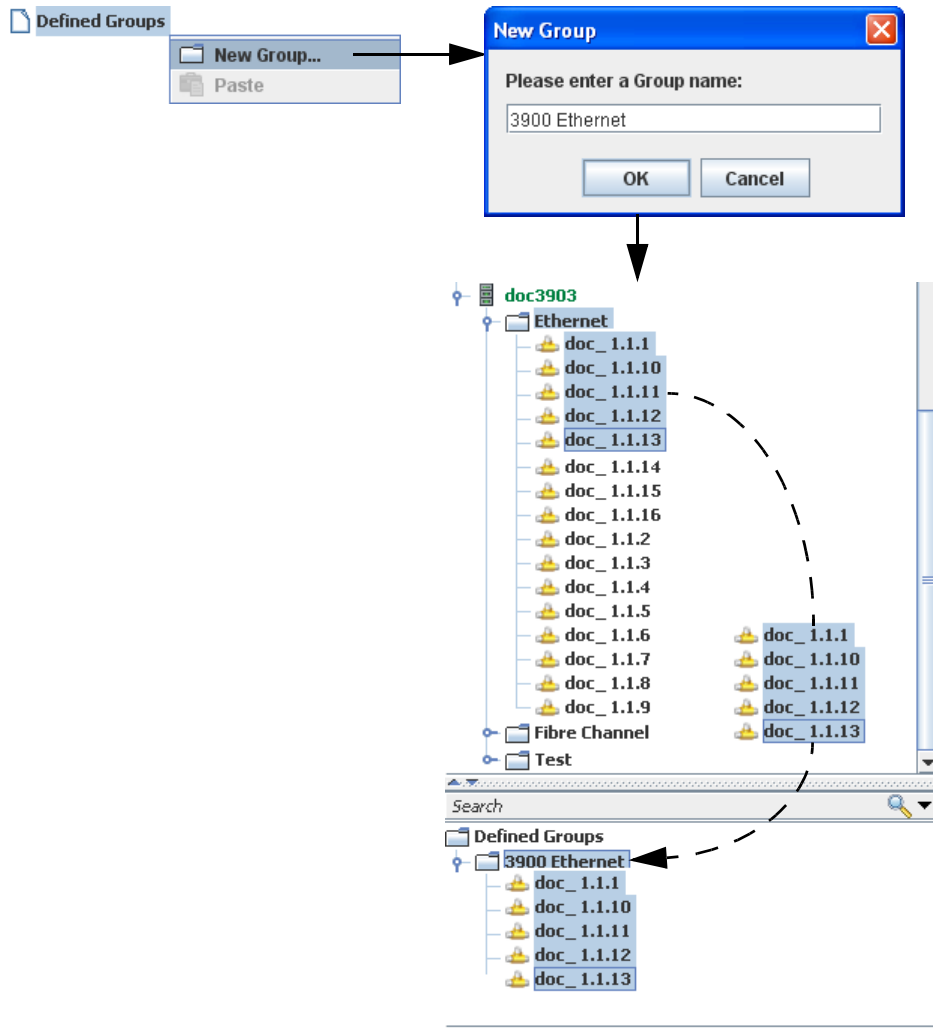 Defined Groups
New Group...
Paste
New Group
Please enter a Group name:
3900 Ethernet
OK
Cancel
doc3903
Ethernet
doc_ 1.1.1
doc_ 1.1.10
doc_ 1.1.11
doc_ 1.1.12
doc_ 1.1.13
doc_ 1.1.14
doc_ 1.1.15
doc_ 1.1.16
doc_ 1.1.2
doc_ 1.1.3
doc_ 1.1.4
doc_ 1.1.5
doc_ 1.1.6
doc_ 1.1.7
doc_ 1.1.8
doc_ 1.1.9
Fibre Channel
Test
doc_ 1.1.1
doc_ 1.1.10
doc_ 1.1.11
doc_ 1.1.12
doc_ 1.1.13
Search
Defined Groups
3900 Ethernet
doc_ 1.1.1
doc_ 1.1.10
doc_ 1.1.11
doc_ 1.1.12
doc_ 1.1.13